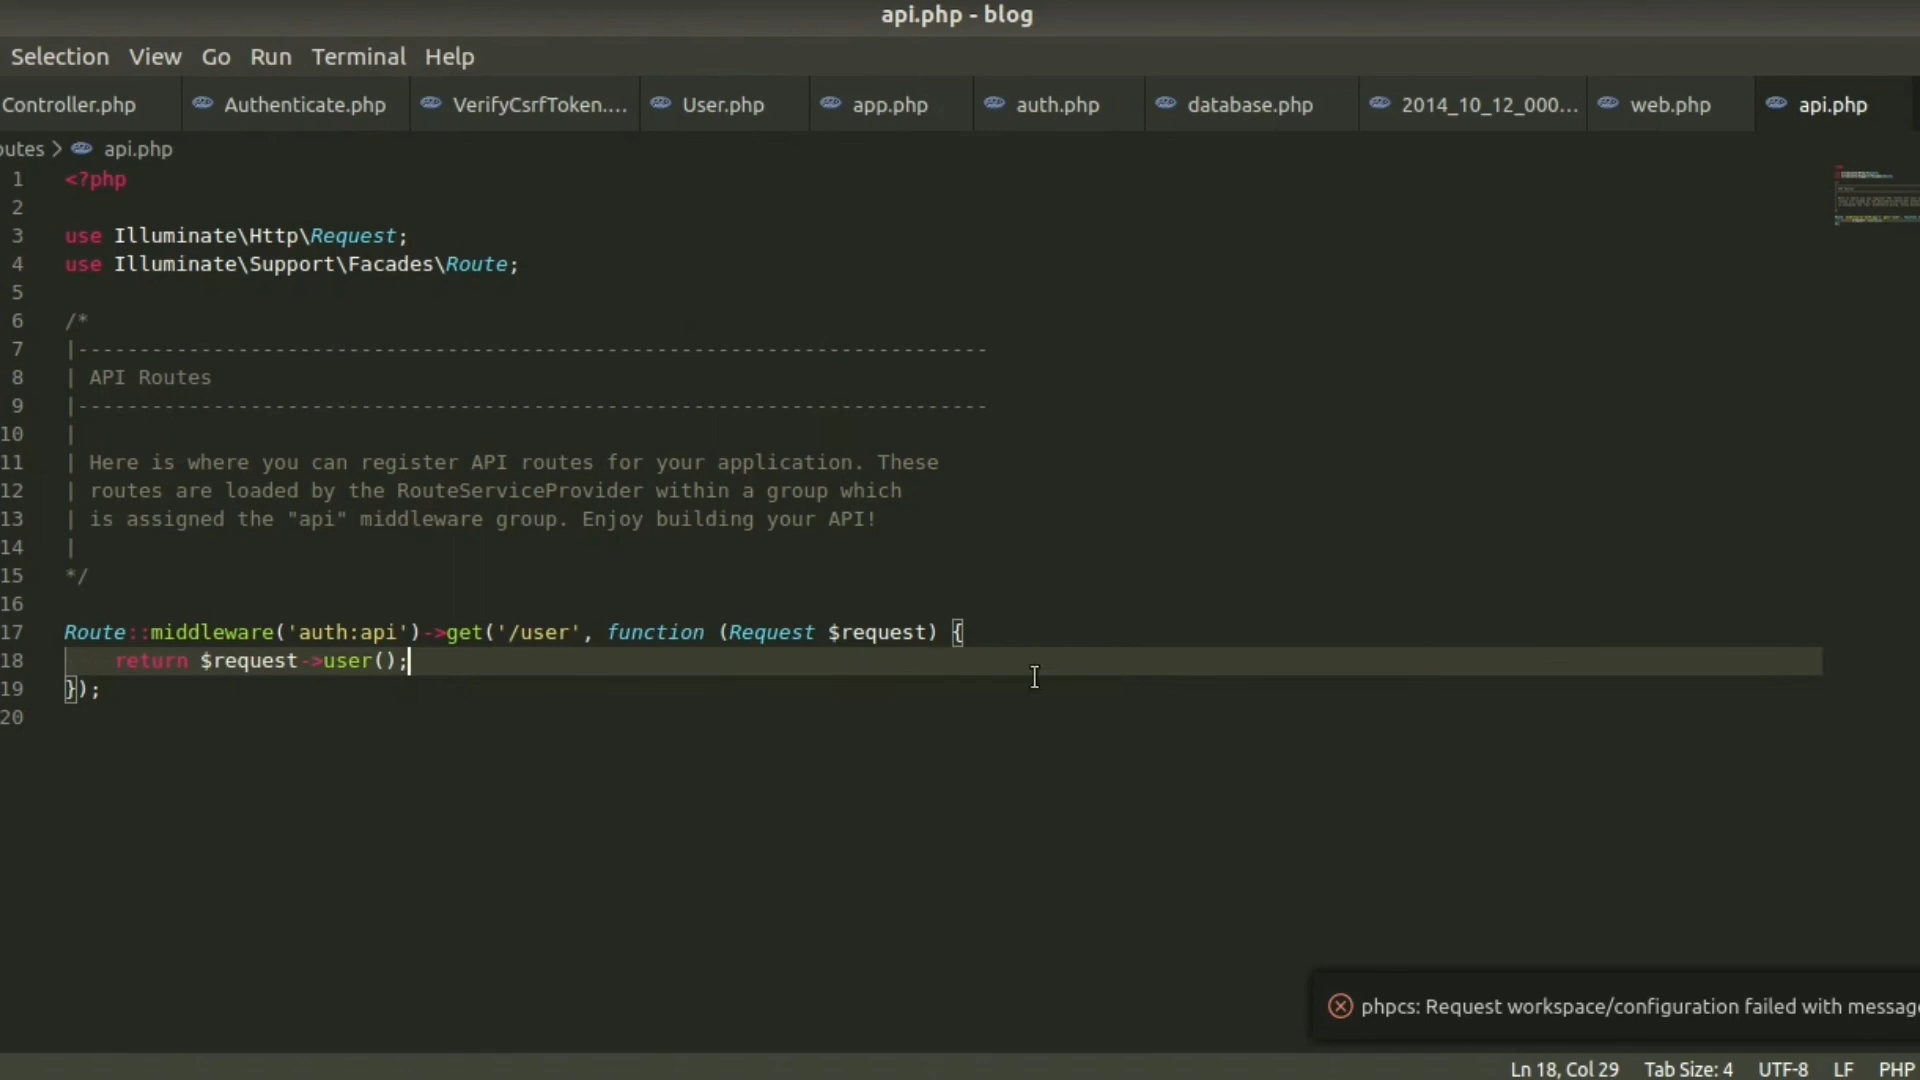 api.php - blog
Selection View Go Run Terminal Help
Controller.php Authenticate.php VerifyCsrfToken.... User.php app.php auth.php database.php 2014_10_12_000... web.php api.php
outes > api.php
1 <?php
2
3 use Illuminate\Http\Request;
4 use Illuminate\Support\Facades\Route;
5
6 /*
7 |--------------------------------------------------------------------------
8 | API Routes
9 |--------------------------------------------------------------------------
10 |
11 | Here is where you can register API routes for your application. These
12 | routes are loaded by the RouteServiceProvider within a group which
13 | is assigned the "api" middleware group. Enjoy building your API!
14 |
15 */
16
17 Route::middleware('auth:api')->get('/user', function (Request $request) {
18     return $request->user();
19 });
20
phpcs: Request workspace/configuration failed with message
Ln 18, Col 29 Tab Size: 4 UTF-8 LF PHP